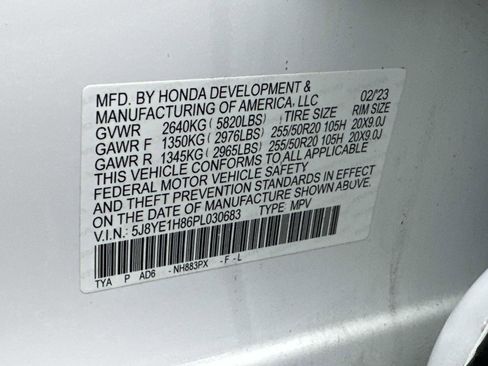 MFD. BY HONDA DEVELOPMENT &
MANUFACTURING OF AMERICA, LLC 02/'23
GVWR 2640KG(5820LBS) TIRE SIZE RIM SIZE
GAWR F 1350KG(2976LBS) 255/50R20 105H 20X9.0J
GAWR R 1345KG(2965LBS) 255/50R20 105H 20X9.0J
THIS VEHICLE CONFORMS TO ALL APPLICABLE
FEDERAL MOTOR VEHICLE SAFETY
AND THEFT PREVENTION STANDARDS IN EFFECT
ON THE DATE OF MANUFACTURE SHOWN ABOVE.
V.I.N.: 5J8YE1H86PL030683 TYPE: MPV
TYA P AD6 -NH883PX -F-L